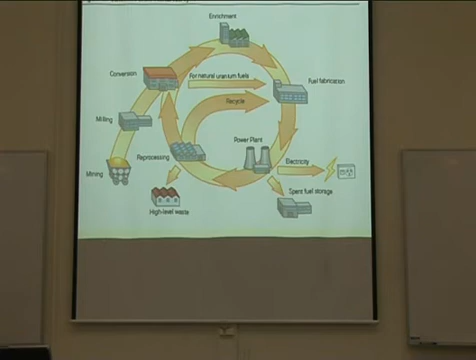 Enrichment
Conversion
For natural uranium fuels
Fuel fabrication
Recycle
Milling
Power Plant
Reprocessing
Electricity
Mining
Spent fuel storage
High-level waste